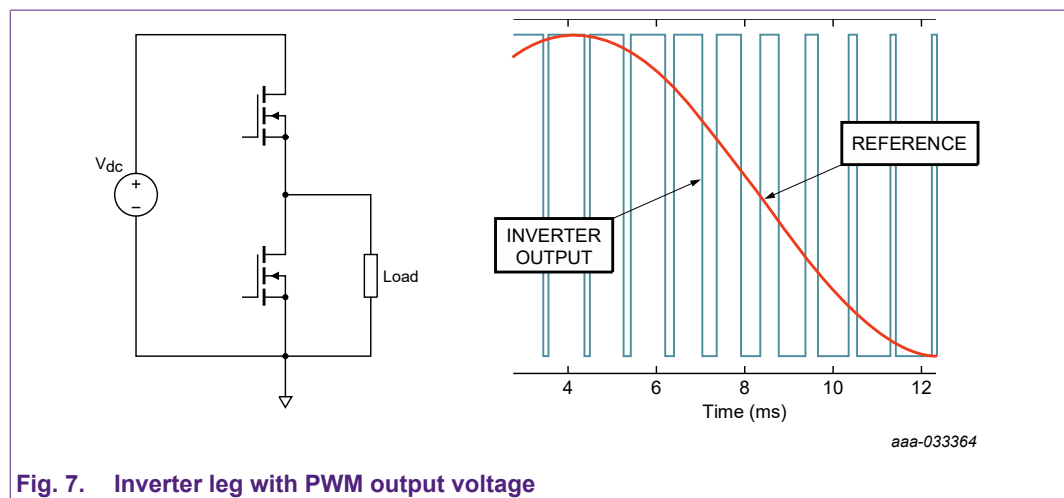 Vdc
+
−
Load
INVERTER
OUTPUT
REFERENCE
4 6 8 10 12
Time (ms)
aaa-033364
Fig. 7. Inverter leg with PWM output voltage